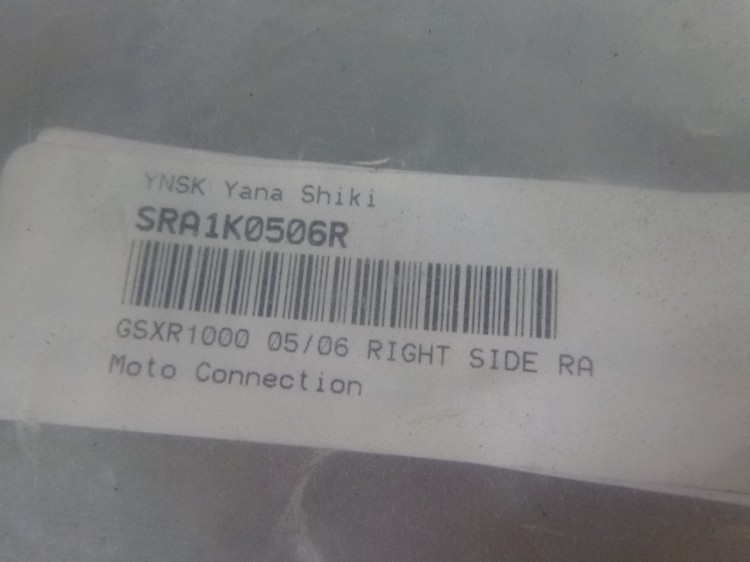 YNSK Yana Shiki
SRA1K0506R
GSXR1000 05/06 RIGHT SIDE RA
Moto Connection